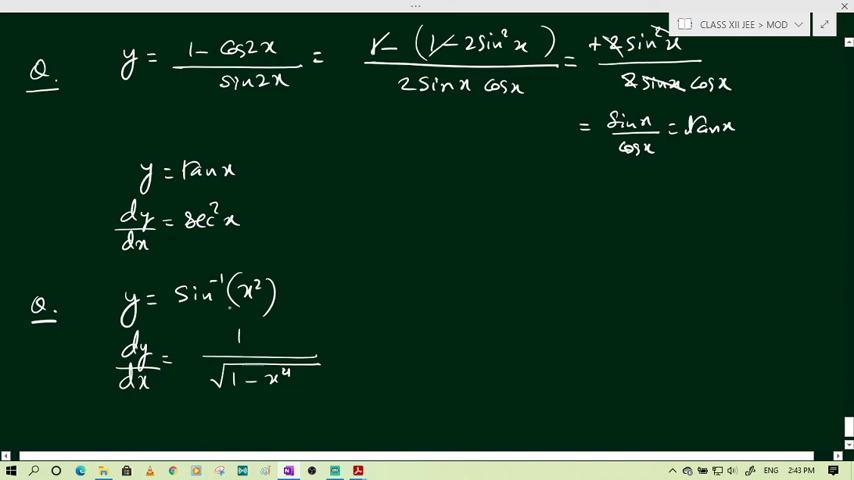 CLASS XII JEE > MOD
Q. y = (1 - cos2x)/(sin2x) = (1 - (1 - 2sin²x))/(2sinx cosx) = (+2sin²x)/(2sinx cosx)
= sinx/cosx = tanx
y = tanx
dy/dx = sec²x
Q. y = sin⁻¹(x²)
dy/dx = 1/√(1 - x⁴)
ENG 2:43 PM